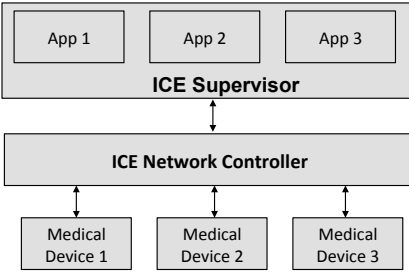 App 1 App 2 App 3
ICE Supervisor
ICE Network Controller
Medical Medical Medical
Device 1 Device 2 Device 3